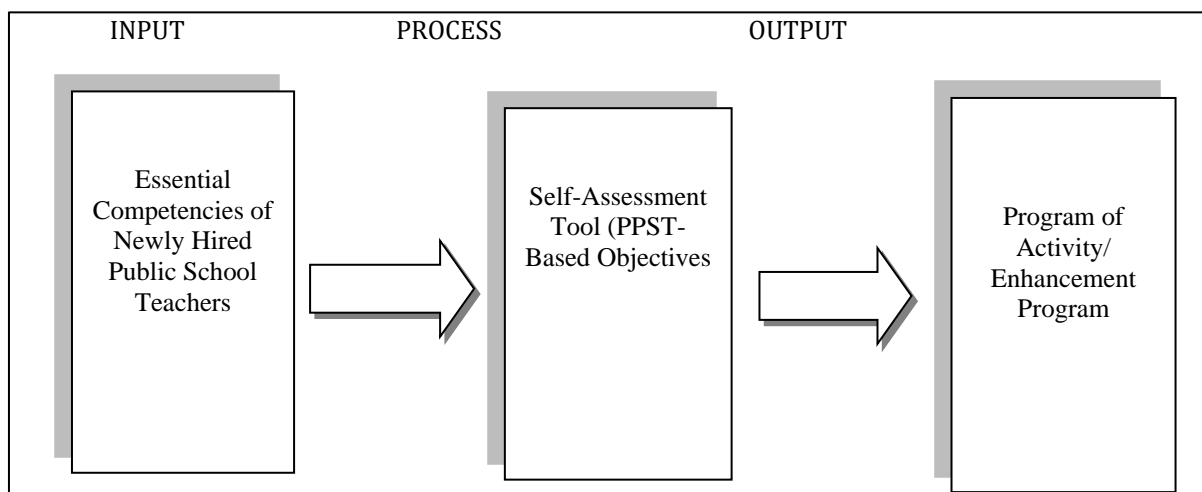 INPUT PROCESS OUTPUT
Essential
Competencies of
Newly Hired
Public School
Teachers
Self-Assessment
Tool (PPST-
Based Objectives
Program of
Activity/
Enhancement
Program